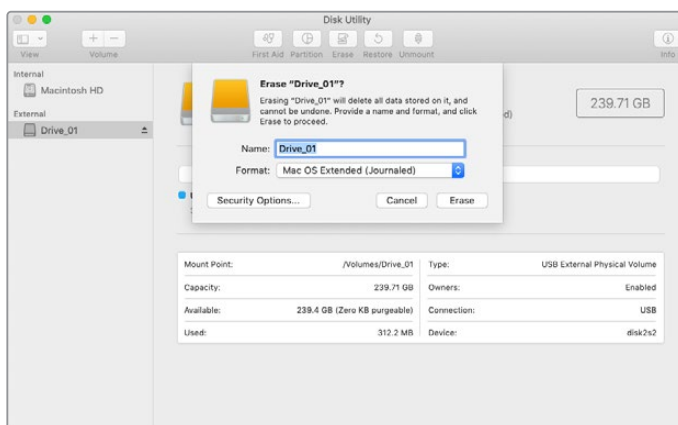 Disk Utility
View
Volume
First Aid Partition Erase Restore Unmount
Info
Internal
Macintosh HD
External
Drive_01
Erase "Drive_01"?
Erasing "Drive_01" will delete all data stored on it, and
cannot be undone. Provide a name and format, and click
Erase to proceed.
239.71 GB
Name: Drive_01
Format: Mac OS Extended (Journaled)
Security Options... Cancel Erase
Mount Point: /Volumes/Drive_01 Type: USB External Physical Volume
Capacity: 239.71 GB Owners: Enabled
Available: 239.4 GB (Zero KB purgeable) Connection: USB
Used: 312.2 MB Device: disk2s2